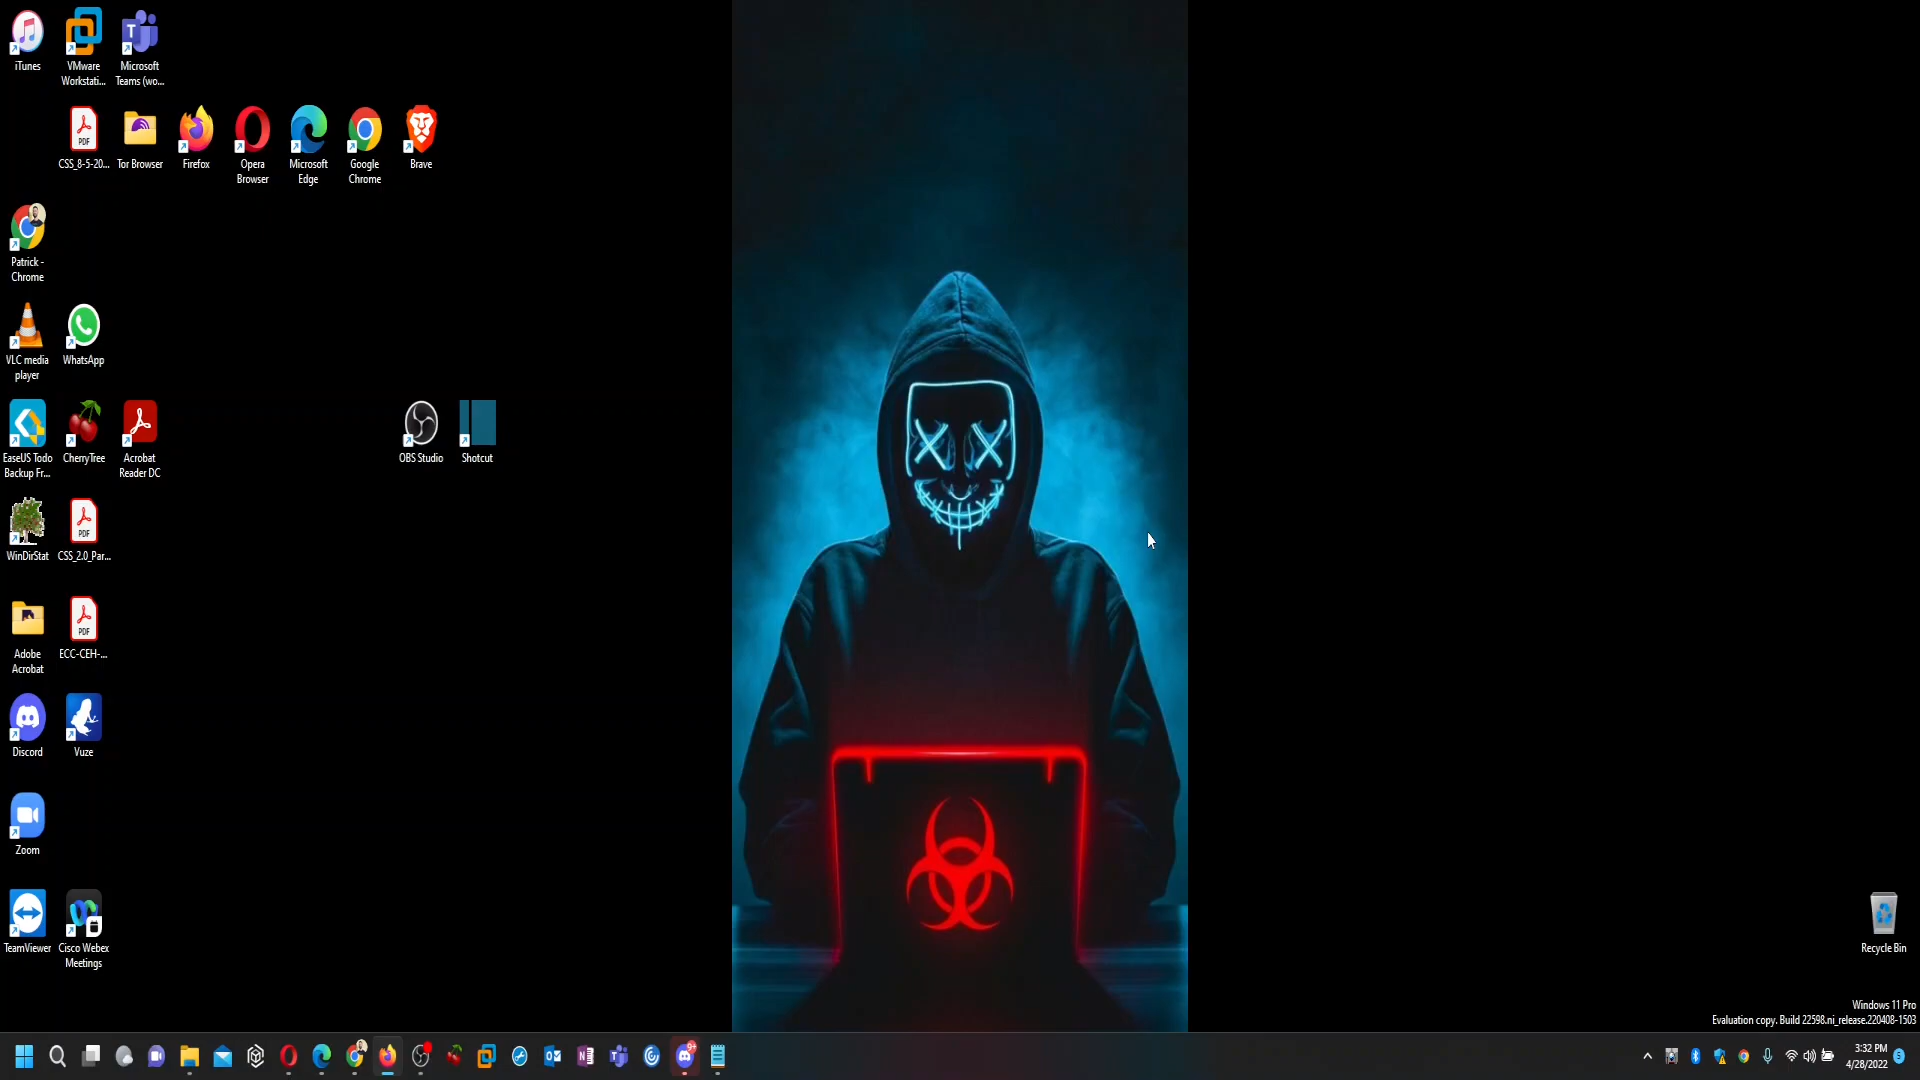 iTunes
VMware
Workstati...
Microsoft
Teams (wo...
CSS_8-5-20...
Tor Browser
Firefox
Opera
Browser
Microsoft
Edge
Google
Chrome
Brave
Patrick -
Chrome
VLC media
player
WhatsApp
EaseUS Todo
Backup Fr...
CherryTree
Acrobat
Reader DC
OBS Studio
Shotcut
WinDirStat
CSS_2.0_Par...
Adobe
Acrobat
ECC-CEH-...
Discord
Vuze
Zoom
TeamViewer
Cisco Webex
Meetings
Recycle Bin
Windows 11 Pro
Evaluation copy. Build 22598.ni_release.220408-1503
3:32 PM
4/28/2022